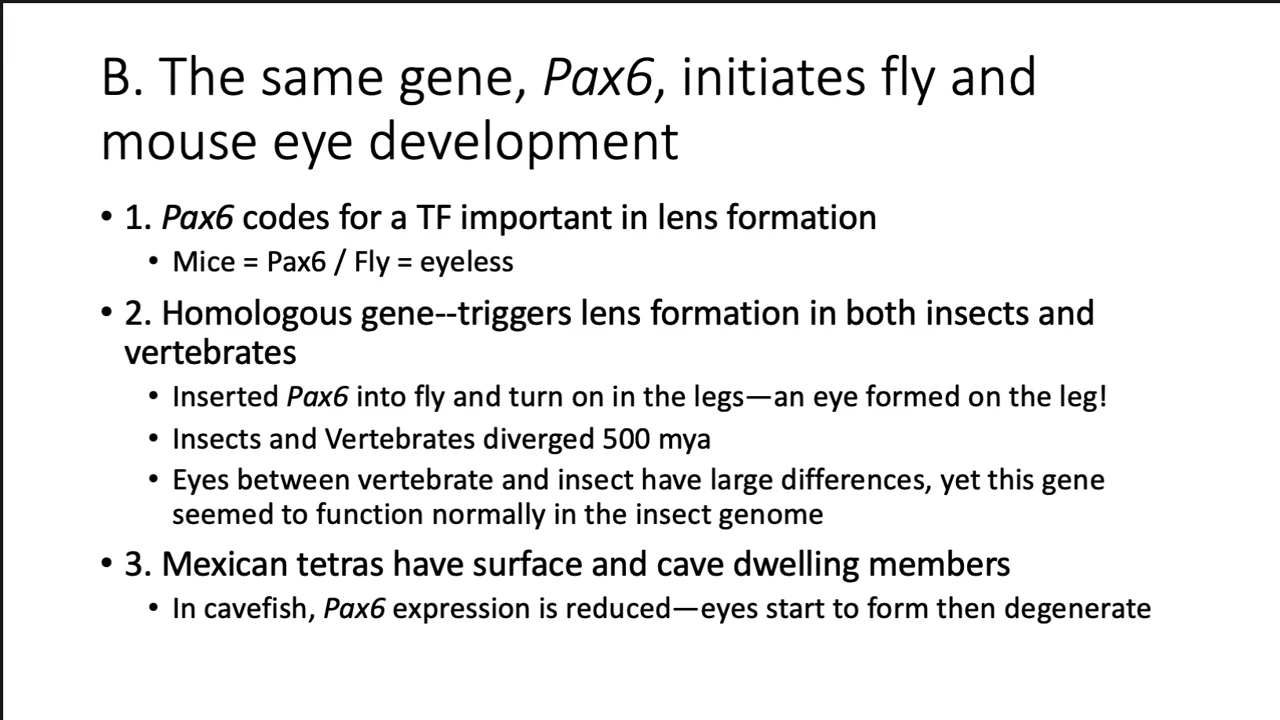 B. The same gene, Pax6, initiates fly and
mouse eye development
• 1. Pax6 codes for a TF important in lens formation
• Mice = Pax6 / Fly = eyeless
• 2. Homologous gene--triggers lens formation in both insects and
vertebrates
• Inserted Pax6 into fly and turn on in the legs—an eye formed on the leg!
• Insects and Vertebrates diverged 500 mya
• Eyes between vertebrate and insect have large differences, yet this gene
seemed to function normally in the insect genome
• 3. Mexican tetras have surface and cave dwelling members
• In cavefish, Pax6 expression is reduced—eyes start to form then degenerate